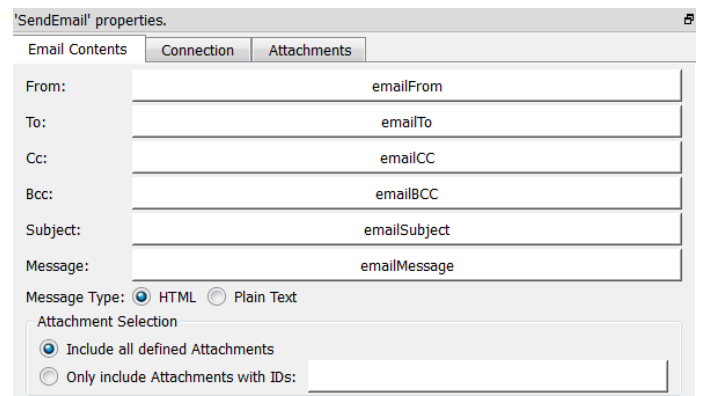 'SendEmail' properties.
Email Contents Connection Attachments
From: emailFrom
To: emailTo
Cc: emailCC
Bcc: emailBCC
Subject: emailSubject
Message: emailMessage
Message Type: HTML Plain Text
Attachment Selection
Include all defined Attachments
Only include Attachments with IDs: